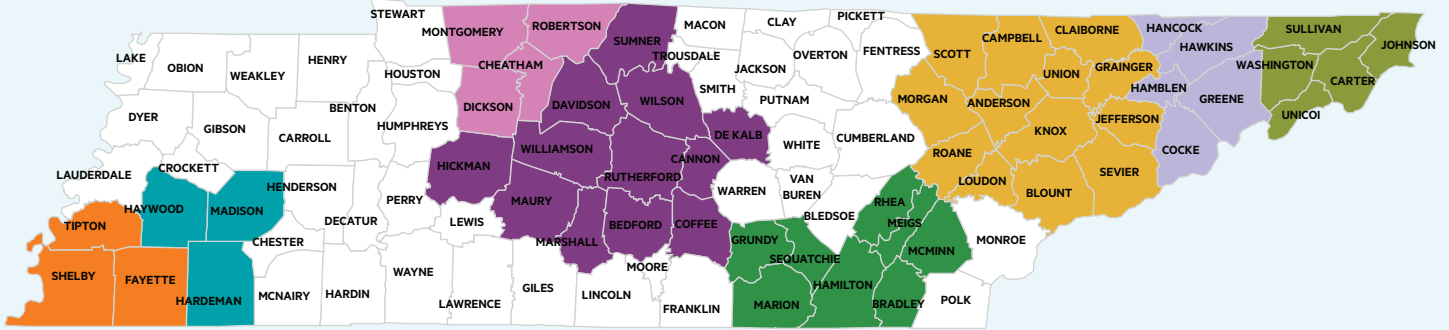 STEWART
MONTGOMERY
ROBERTSON
SUMNER
MACON
CLAY
PICKETT
TROUSDALE
OVERTON
FENTRESS
SCOTT
CAMPBELL
CLAIBORNE
HANCOCK
HAWKINS
SULLIVAN
JOHNSON
LAKE
OBION
WEAKLEY
HENRY
HOUSTON
CHEATHAM
JACKSON
SMITH
UNION
GRAINGER
WASHINGTON
CARTER
DICKSON
BENTON
DAVIDSON
WILSON
PUTNAM
MORGAN
ANDERSON
HAMBLEN
GREENE
UNICOI
DYER
GIBSON
CARROLL
HUMPHREYS
DE KALB
WHITE
CUMBERLAND
KNOX
JEFFERSON
CROCKETT
HICKMAN
WILLIAMSON
CANNON
ROANE
COCKE
LAUDERDALE
HENDERSON
RUTHERFORD
WARREN
VAN
BUREN
LOUDON
BLOUNT
SEVIER
HAYWOOD
MADISON
DECATUR
PERRY
LEWIS
MAURY
BLEDSOE
RHEA
MEIGS
TIPTON
CHESTER
MARSHALL
BEDFORD
COFFEE
GRUNDY
SEQUATCHIE
MCMINN
MONROE
SHELBY
FAYETTE
HARDEMAN
MCNAIRY
HARDIN
WAYNE
LAWRENCE
GILES
MOORE
LINCOLN
FRANKLIN
MARION
HAMILTON
BRADLEY
POLK